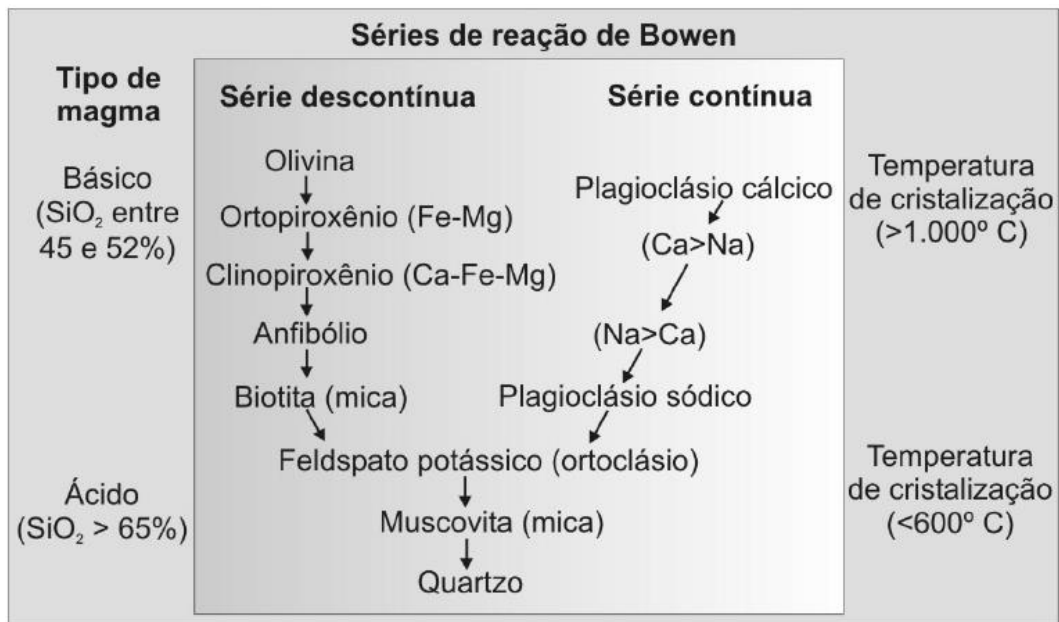 Séries de reação de Bowen
Tipo de
magma
Série descontínua
Série contínua
Básico
(SiO₂ entre
45 e 52%)
Olivina
Ortopiroxênio (Fe-Mg)
Clinopiroxênio (Ca-Fe-Mg)
Anfibólio
Biotita (mica)
Plagioclásio cálcico
(Ca>Na)
(Na>Ca)
Plagioclásio sódico
Temperatura
de cristalização
(>1.000º C)
Feldspato potássico (ortoclásio)
Muscovita (mica)
Quartzo
Ácido
(SiO₂ > 65%)
Temperatura
de cristalização
(<600º C)